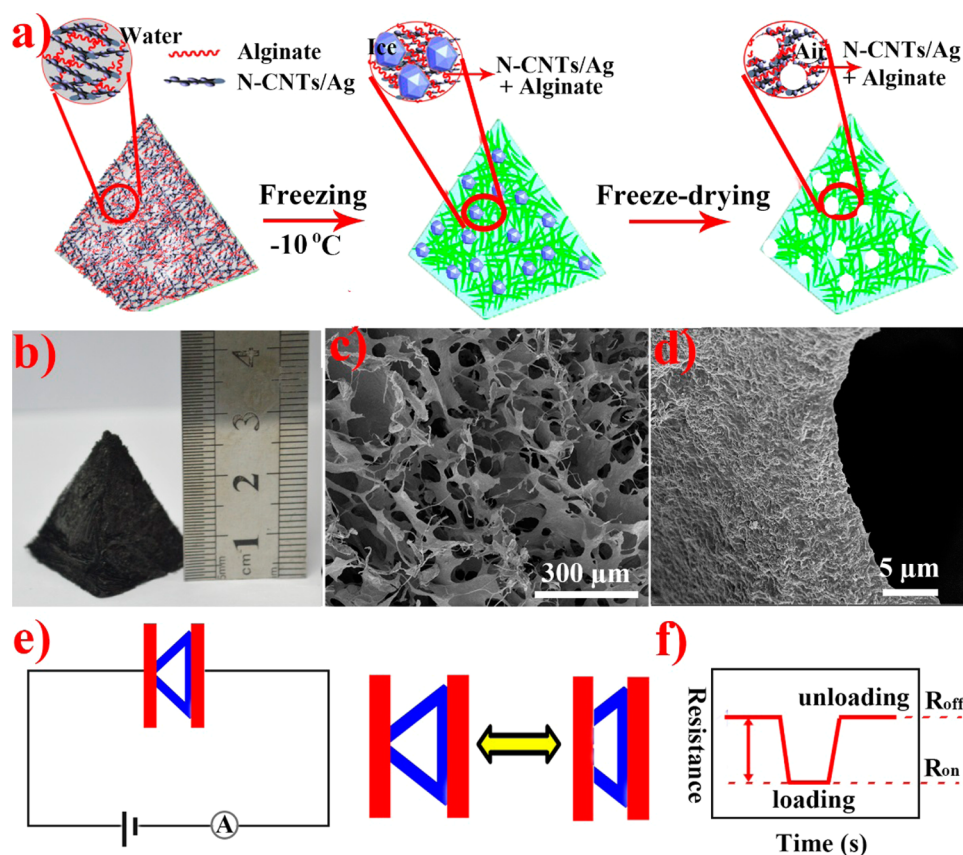 a)
Water
Alginate
N-CNTs/Ag
Ice
N-CNTs/Ag
+ Alginate
Air
N-CNTs/Ag
+ Alginate
Freezing
-10 °C
Freeze-drying
b)
4
3
2
1
cm
c)
300 μm
d)
5 μm
e)
A
f)
Resistance
unloading
Roff
Ron
loading
Time (s)